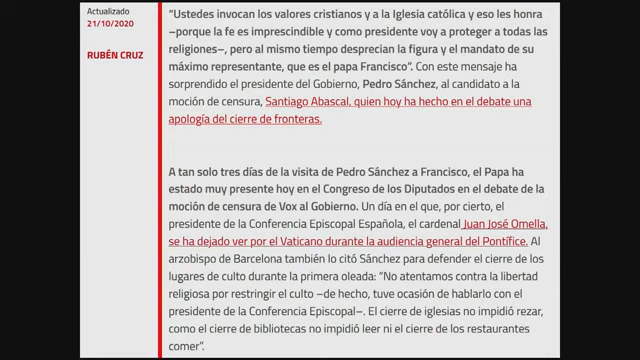 Actualizado
21/10/2020
RUBÉN CRUZ
“Ustedes invocan los valores cristianos y a la Iglesia católica y eso les honra
–porque la fe es imprescindible y como presidente voy a proteger a todas las
religiones–, pero al mismo tiempo desprecian la figura y el mandato de su
máximo representante, que es el papa Francisco”. Con este mensaje ha
sorprendido el presidente del Gobierno, Pedro Sánchez, al candidato a la
moción de censura, Santiago Abascal, quien hoy ha hecho en el debate una
apología del cierre de fronteras.
A tan solo tres días de la visita de Pedro Sánchez a Francisco, el Papa ha
estado muy presente hoy en el Congreso de los Diputados en el debate de la
moción de censura de Vox al Gobierno. Un día en el que, por cierto, el
presidente de la Conferencia Episcopal Española, el cardenal Juan José Omella,
se ha dejado ver por el Vaticano durante la audiencia general del Pontífice. Al
arzobispo de Barcelona también lo citó Sánchez para defender el cierre de los
lugares de culto durante la primera oleada: “No atentamos contra la libertad
religiosa por restringir el culto –de hecho, tuve ocasión de hablarlo con el
presidente de la Conferencia Episcopal–. El cierre de iglesias no impidió rezar,
como el cierre de bibliotecas no impidió leer ni el cierre de los restaurantes
comer”.